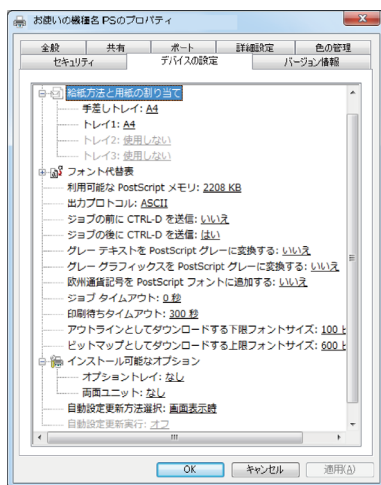 お使いの機種名 PSのプロパティ
全般 共有 ポート 詳細設定 色の管理
セキュリティ デバイスの設定 バージョン情報
給紙方法と用紙の割り当て
手差しトレイ: A4
トレイ1: A4
トレイ2: 使用しない
トレイ3: 使用しない
フォント代替表
利用可能な PostScript メモリ: 2208 KB
出力プロトコル: ASCII
ジョブの前に CTRL-D を送信: いいえ
ジョブの後に CTRL-D を送信: はい
グレー テキストを PostScript グレーに変換する: いいえ
グレー グラフィックスを PostScript グレーに変換する: いいえ
欧州通貨記号を PostScript フォントに追加する: いいえ
ジョブ タイムアウト: 0 秒
印刷待ちタイムアウト: 300 秒
アウトラインとしてダウンロードする下限フォントサイズ: 100
ビットマップとしてダウンロードする上限フォントサイズ: 600
インストール可能なオプション
オプショントレイ: なし
両面ユニット: なし
自動設定更新方法選択: 画面表示時
自動設定更新実行: オフ
OK キャンセル 適用(A)